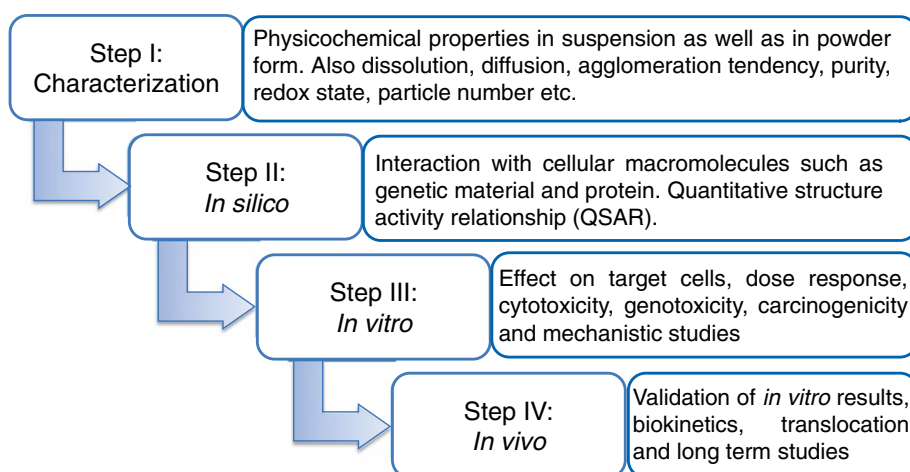 Step I:
Characterization
Physicochemical properties in suspension as well as in powder
form. Also dissolution, diffusion, agglomeration tendency, purity,
redox state, particle number etc.
Step II:
In silico
Interaction with cellular macromolecules such as
genetic material and protein. Quantitative structure
activity relationship (QSAR).
Step III:
In vitro
Effect on target cells, dose response,
cytotoxicity, genotoxicity, carcinogenicity
and mechanistic studies
Step IV:
In vivo
Validation of in vitro results,
biokinetics, translocation
and long term studies